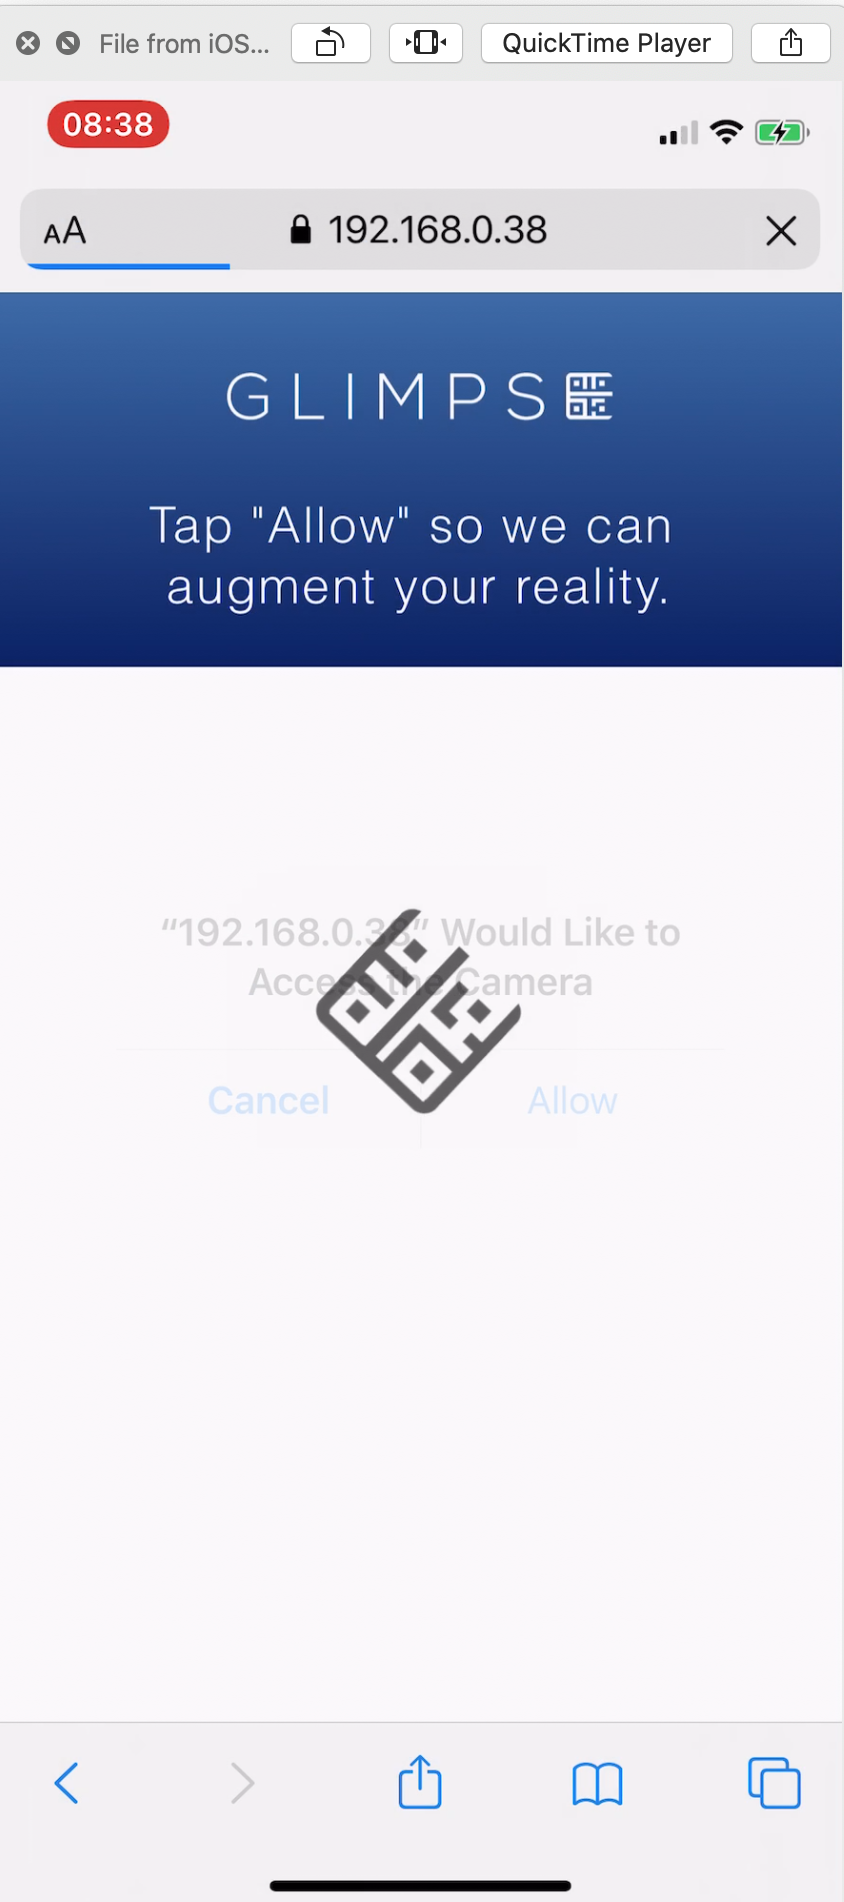 File from iOS...
QuickTime Player
08:38
AA
192.168.0.38
GLIMPSE
Tap "Allow" so we can
augment your reality.
“192.168.0.38” Would Like to
Access the Camera
Cancel
Allow